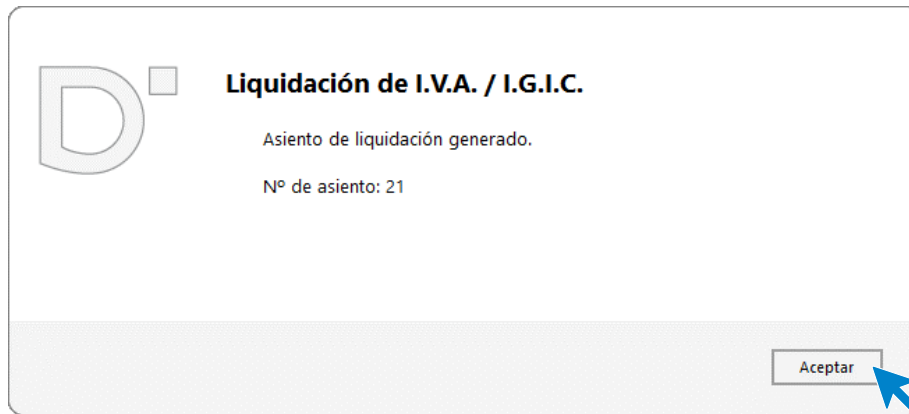 Liquidación de I.V.A. / I.G.I.C.
Asiento de liquidación generado.
Nº de asiento: 21
Aceptar